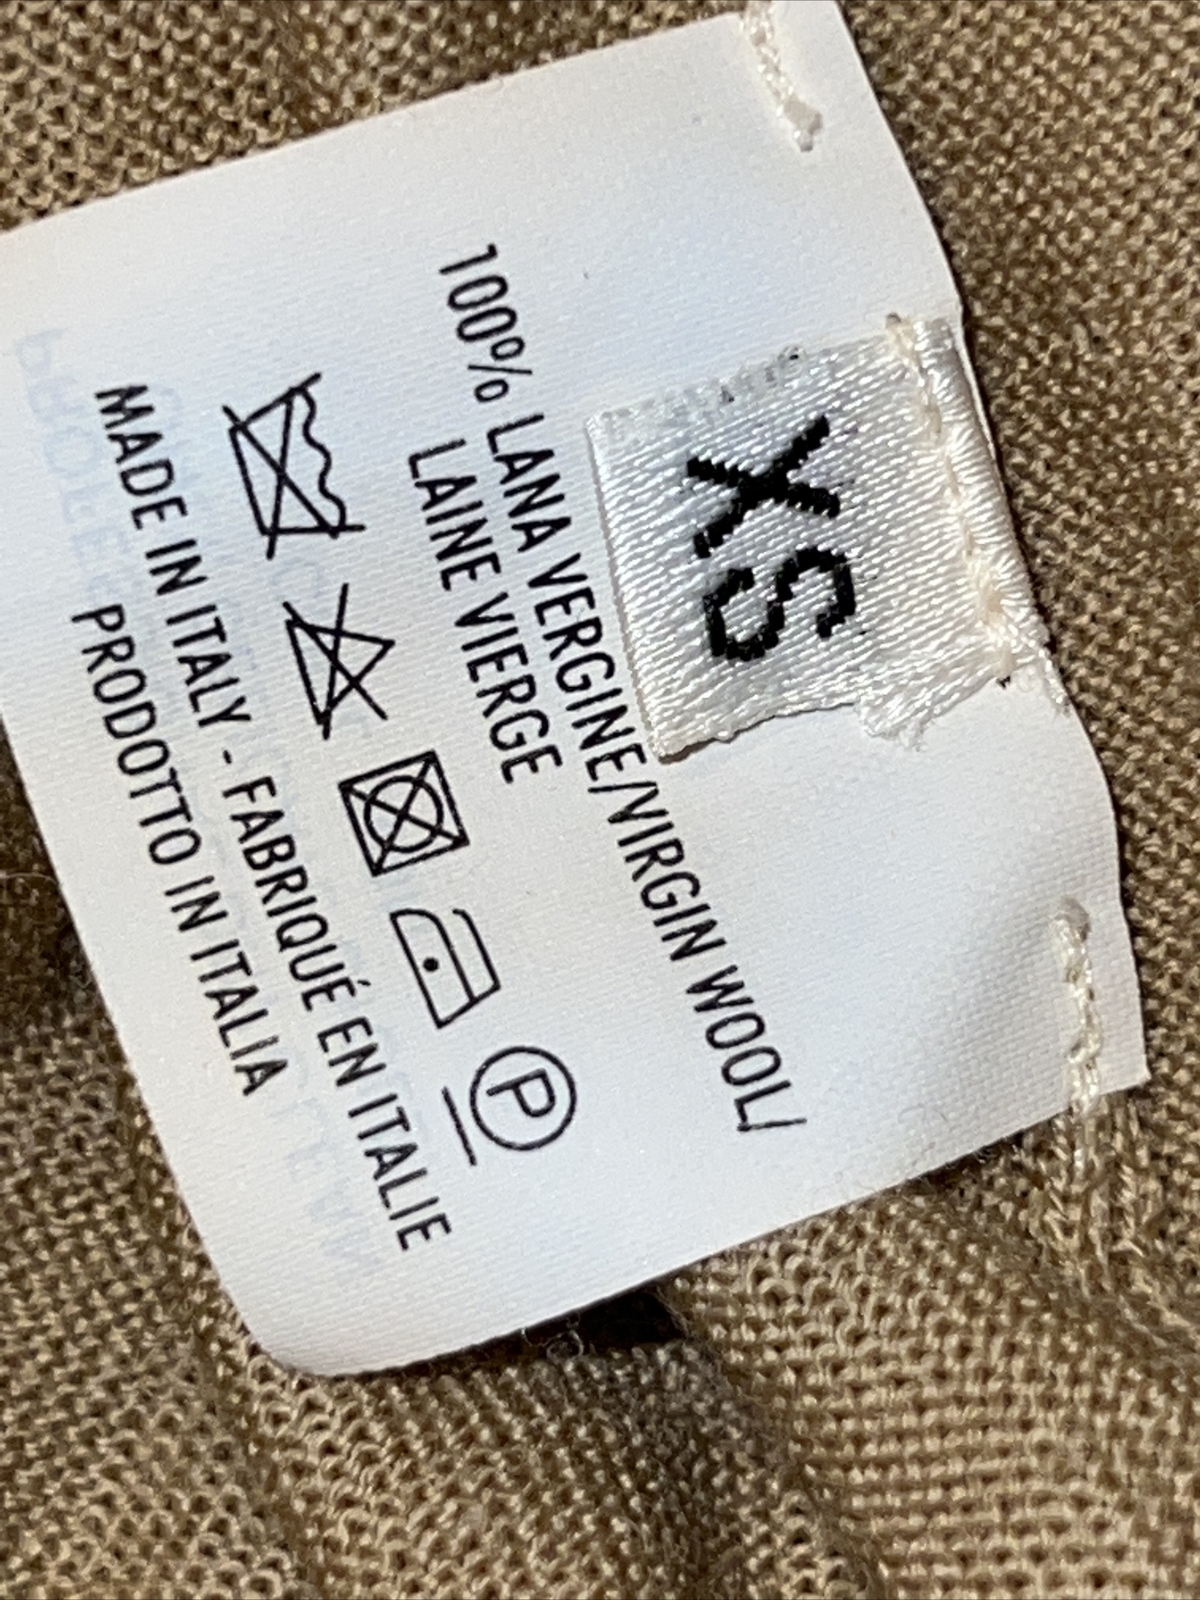 XS
100% LANA VERGINE/VIRGIN WOOL/
LAINE VIERGE
P
MADE IN ITALY - FABRIQUÉ EN ITALIE
PRODOTTO IN ITALIA